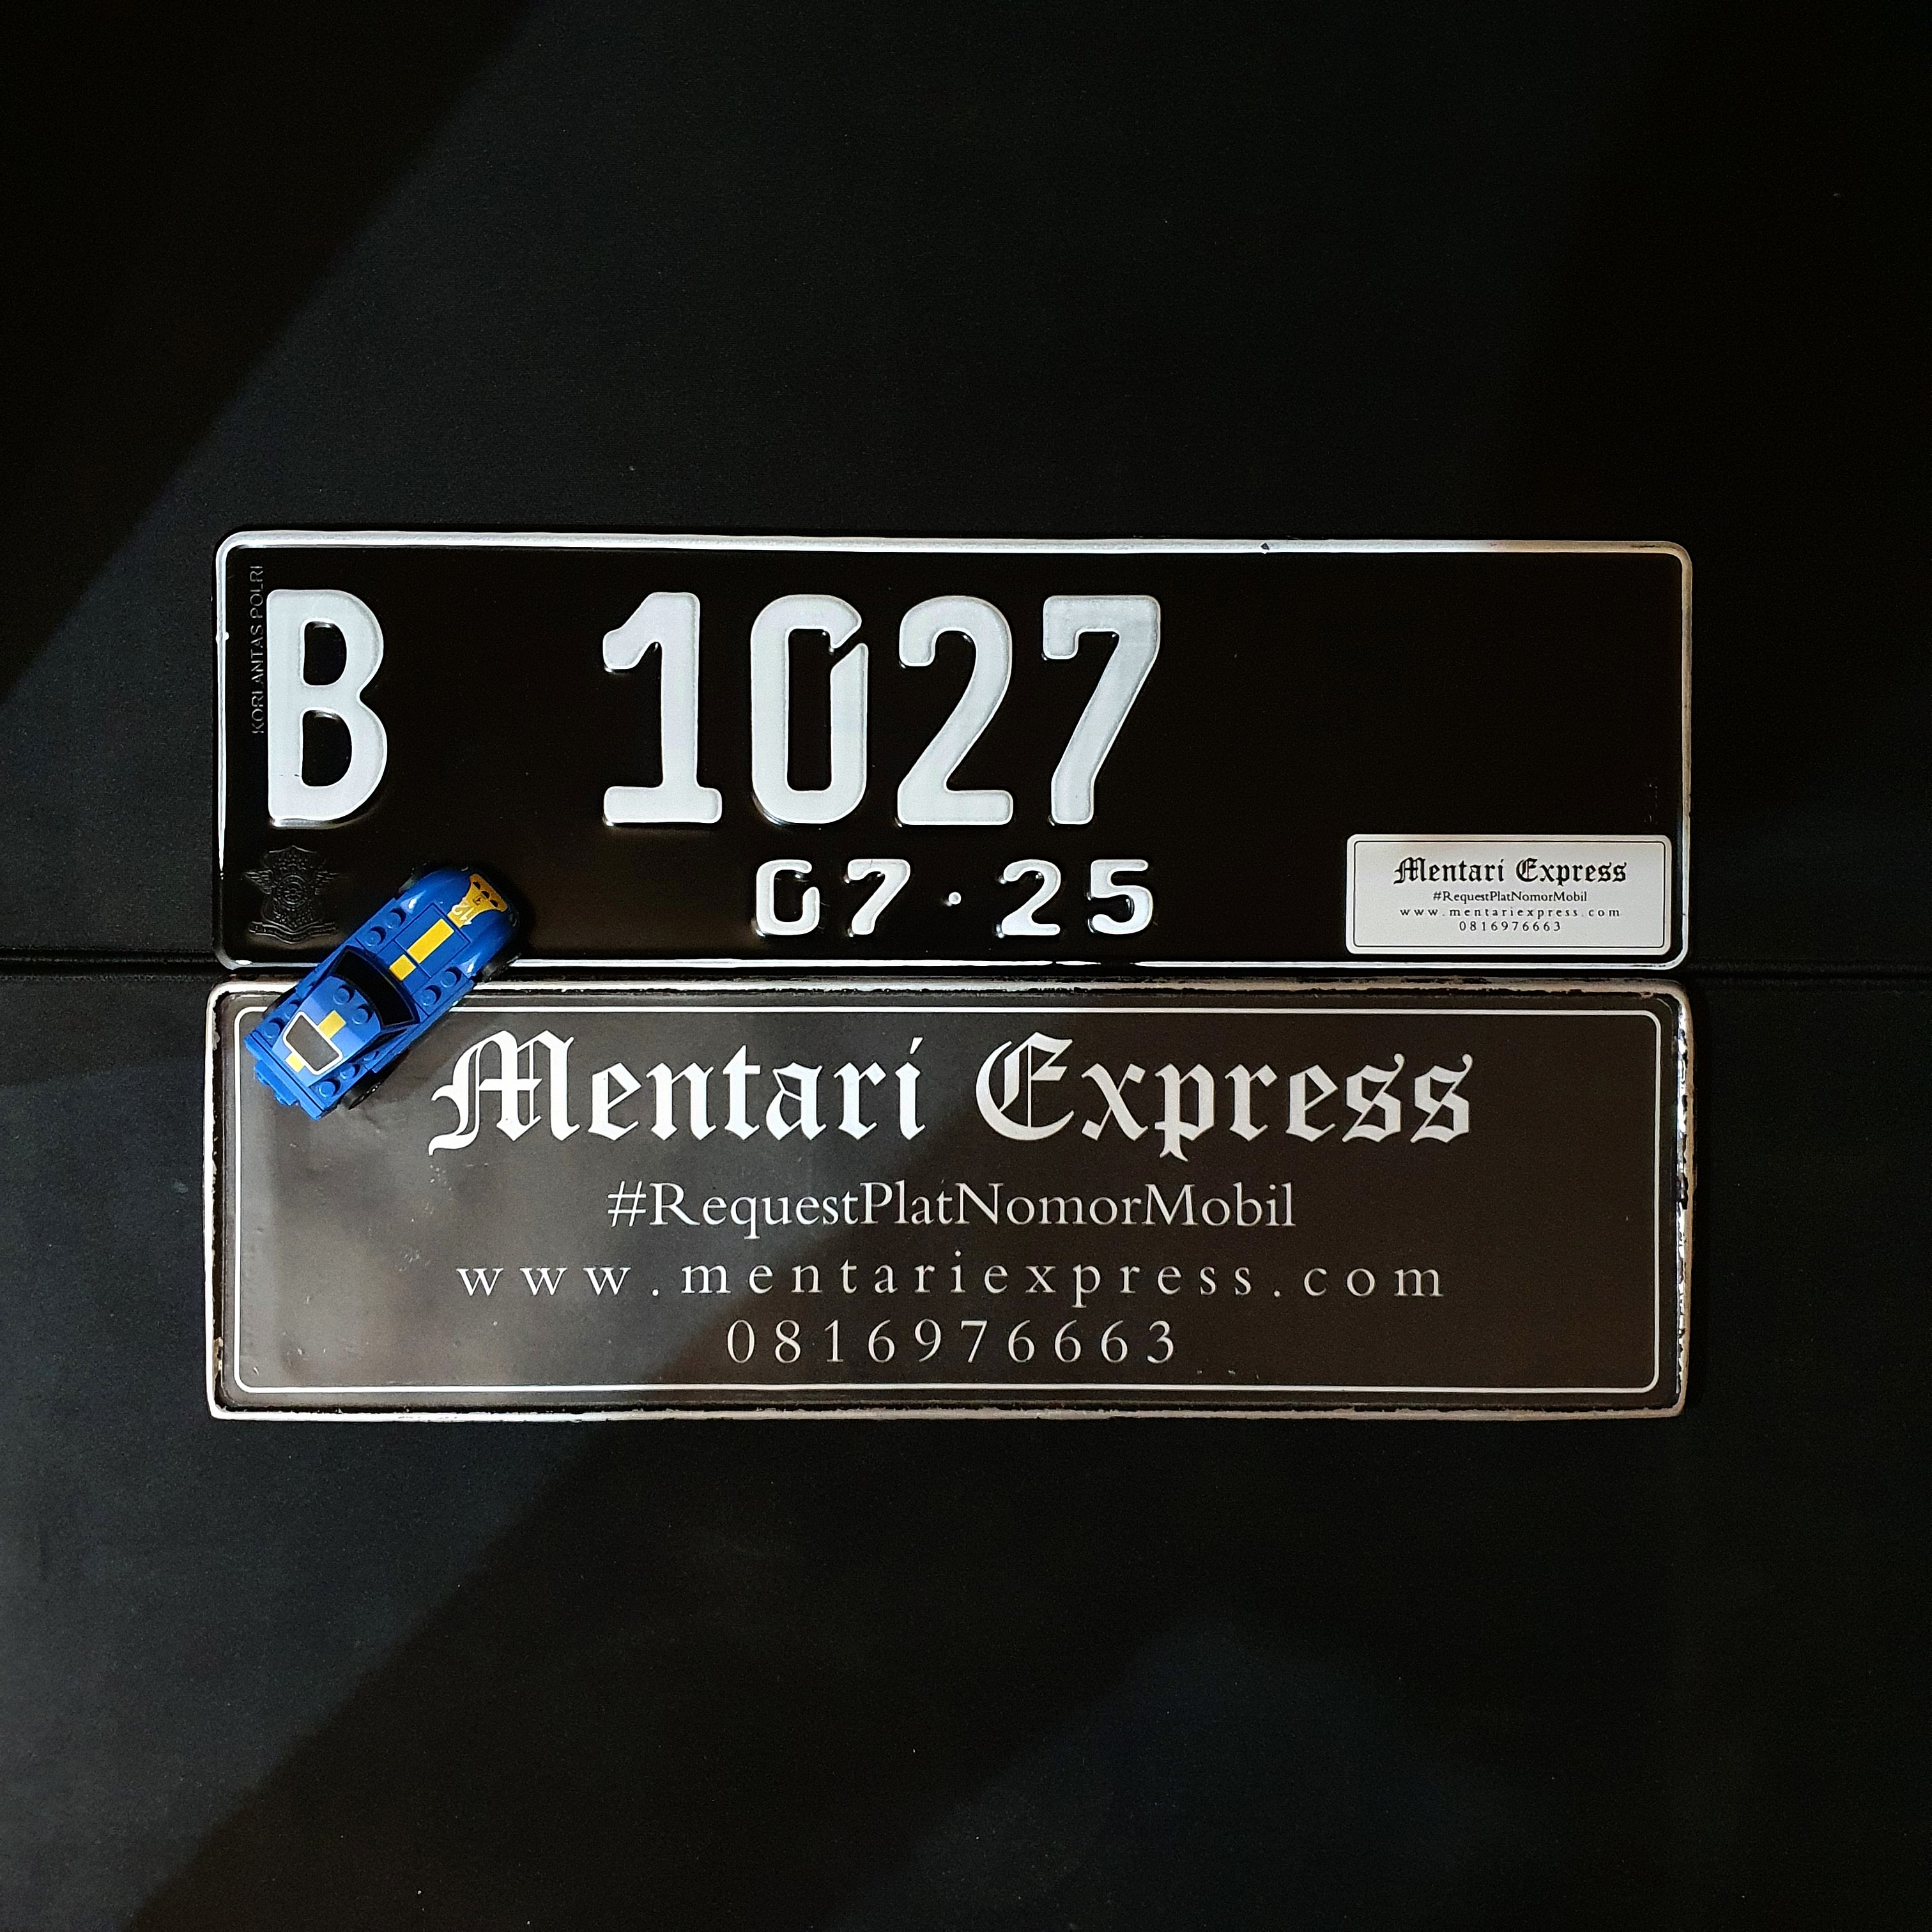 KORLANTAS POLRI
B 1027
07·25
Mentari Express
#RequestPlatNomorMobil
www.mentariexpress.com
0816976663
12
Mentari Express
#RequestPlatNomorMobil
www.mentariexpress.com
0816976663